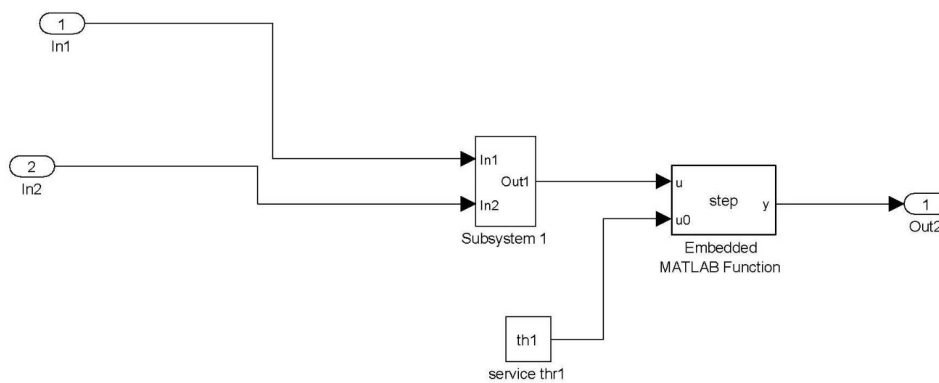 1
In1
2
In2
In1
Out1
In2
Subsystem 1
u
step
y
u0
Embedded
MATLAB Function
1
Out2
th1
service thr1